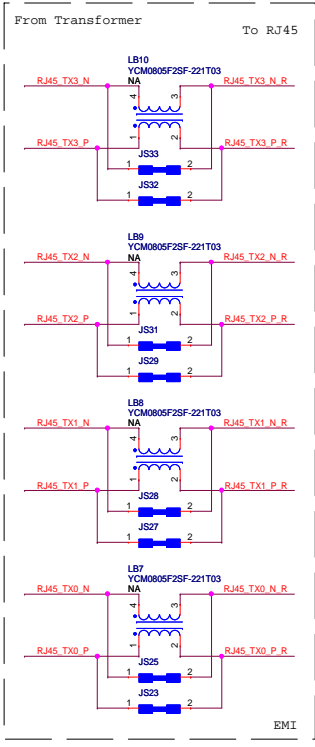 From Transformer
To RJ45
LB10
YCM0805F2SF-221T03
RJ45_TX3_N NA RJ45_TX3_N_R
4 3
RJ45_TX3_P RJ45_TX3_P_R
1 2
JS33
1 2
JS32
1 2
LB9
YCM0805F2SF-221T03
RJ45_TX2_N NA RJ45_TX2_N_R
4 3
RJ45_TX2_P RJ45_TX2_P_R
1 2
JS31
1 2
JS29
1 2
LB8
YCM0805F2SF-221T03
RJ45_TX1_N NA RJ45_TX1_N_R
4 3
RJ45_TX1_P RJ45_TX1_P_R
1 2
JS28
1 2
JS27
1 2
LB7
YCM0805F2SF-221T03
RJ45_TX0_N NA RJ45_TX0_N_R
4 3
RJ45_TX0_P RJ45_TX0_P_R
1 2
JS25
1 2
JS23
1 2
EMI